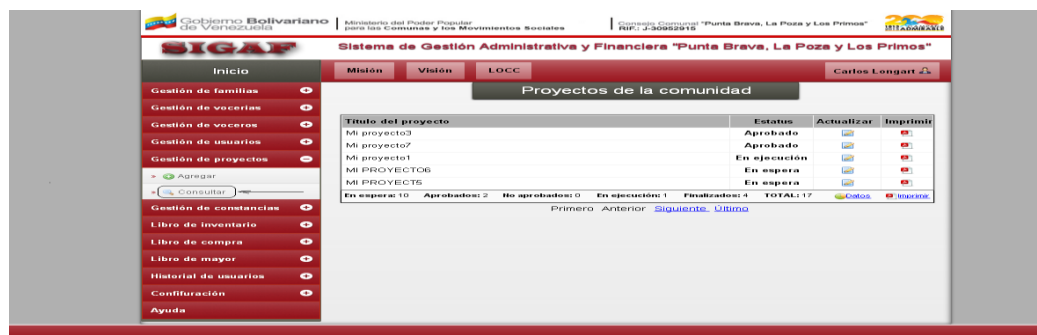 Gobierno Bolivariano
de Venezuela
Ministerio del Poder Popular
para las Comunas y los Movimientos Sociales
Consejo Comunal "Punta Brava, La Poza y Los Primos"
RIF.: J-30952915
SIGAF
Sistema de Gestión Administrativa y Financiera "Punta Brava, La Poza y Los Primos"
Inicio
Misión Visión LOCC Carlos Longart
Gestión de familias
Gestión de vocerias
Gestión de voceros
Gestión de usuarios
Gestión de proyectos
Agregar
Consultar
Gestión de constancias
Libro de inventario
Libro de compra
Libro de mayor
Historial de usuarios
Confifuración
Ayuda
Proyectos de la comunidad
Título del proyecto Estatus Actualizar Imprimir
Mi proyecto3 Aprobado
Mi proyecto7 Aprobado
Mi proyecto1 En ejecución
MI PROYECTO6 En espera
MI PROYECT5 En espera
En espera: 10 Aprobados: 2 No aprobados: 0 En ejecución: 1 Finalizados: 4 TOTAL: 17 Datos Imprimir
Primero Anterior Siguiente Último